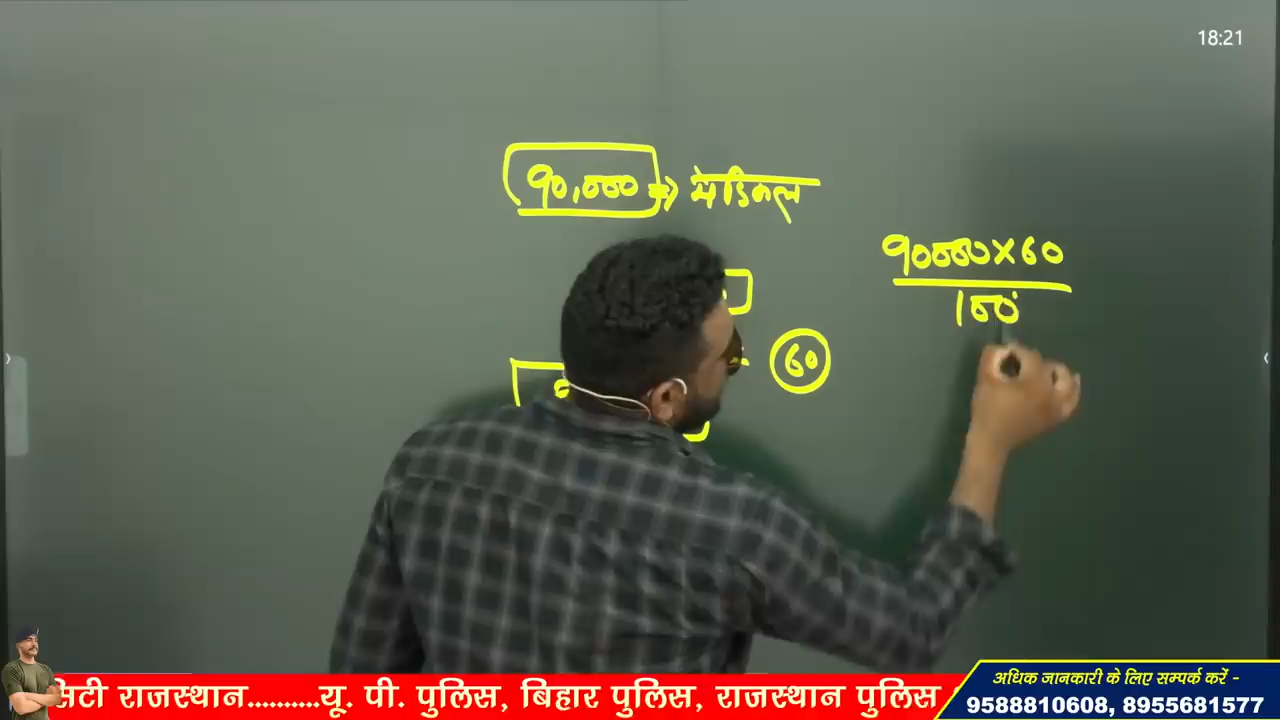 18:21
90,000 → मेडिकल
90000×60
100
60
सिटी राजस्थान..........यू. पी. पुलिस, बिहार पुलिस, राजस्थान पुलिस
अधिक जानकारी के लिए सम्पर्क करें -
9588810608, 8955681577